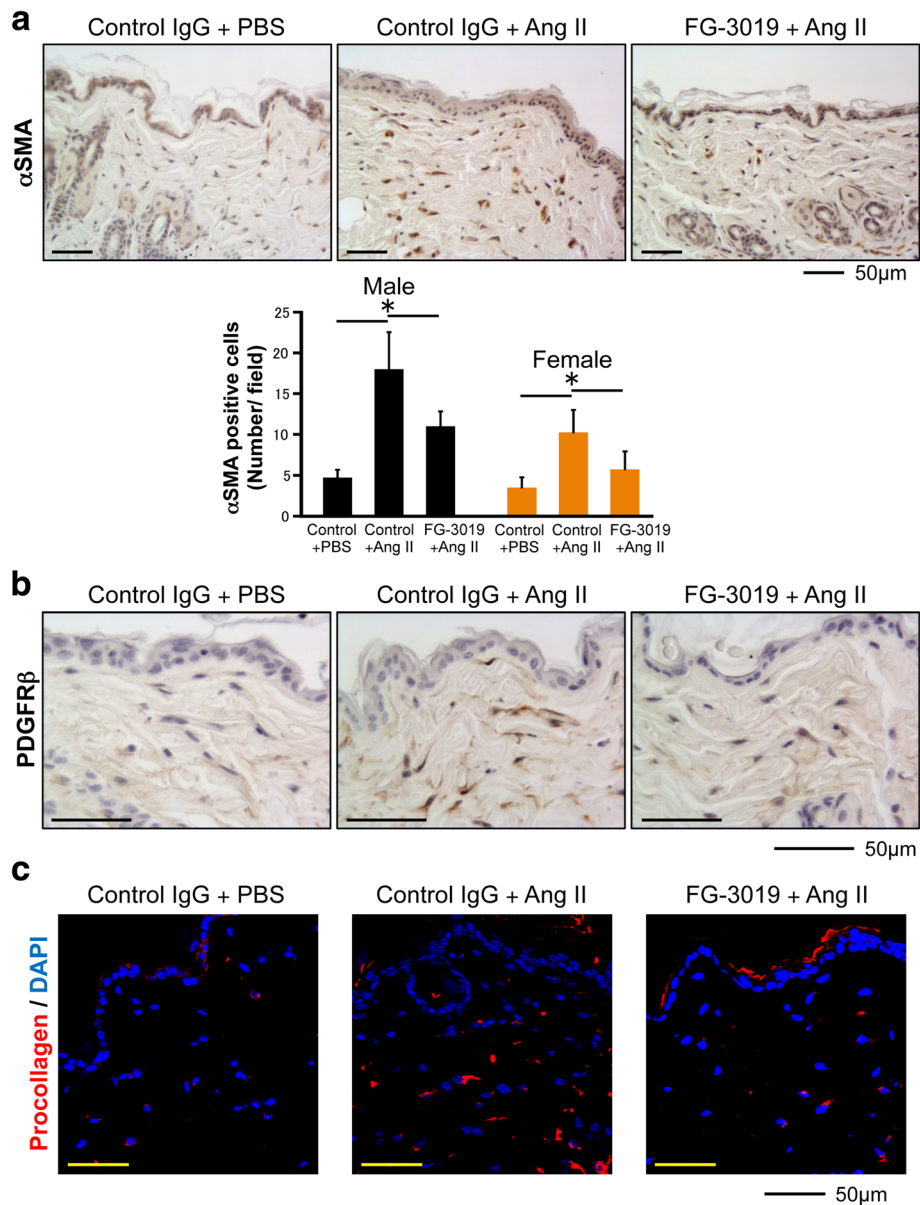 a
Control IgG + PBS
Control IgG + Ang II
FG-3019 + Ang II
αSMA
50μm
αSMA positive cells
(Number/ field)
25
20
15
10
5
0
Male
*
Female
*
Control
+PBS
Control
+Ang II
FG-3019
+Ang II
Control
+PBS
Control
+Ang II
FG-3019
+Ang II
b
Control IgG + PBS
Control IgG + Ang II
FG-3019 + Ang II
PDGFRβ
50μm
c
Control IgG + PBS
Control IgG + Ang II
FG-3019 + Ang II
Procollagen / DAPI
50μm